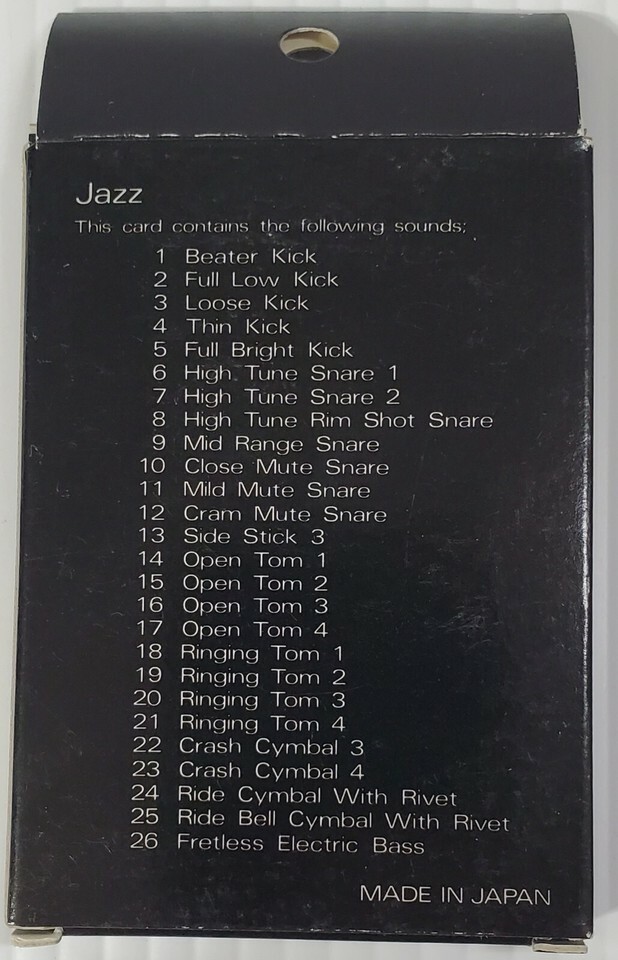 Jazz
This card contains the following sounds;
1 Beater Kick
2 Full Low Kick
3 Loose Kick
4 Thin Kick
5 Full Bright Kick
6 High Tune Snare 1
7 High Tune Snare 2
8 High Tune Rim Shot Snare
9 Mid Range Snare
10 Close Mute Snare
11 Mild Mute Snare
12 Cram Mute Snare
13 Side Stick 3
14 Open Tom 1
15 Open Tom 2
16 Open Tom 3
17 Open Tom 4
18 Ringing Tom 1
19 Ringing Tom 2
20 Ringing Tom 3
21 Ringing Tom 4
22 Crash Cymbal 3
23 Crash Cymbal 4
24 Ride Cymbal With Rivet
25 Ride Bell Cymbal With Rivet
26 Fretless Electric Bass
MADE IN JAPAN